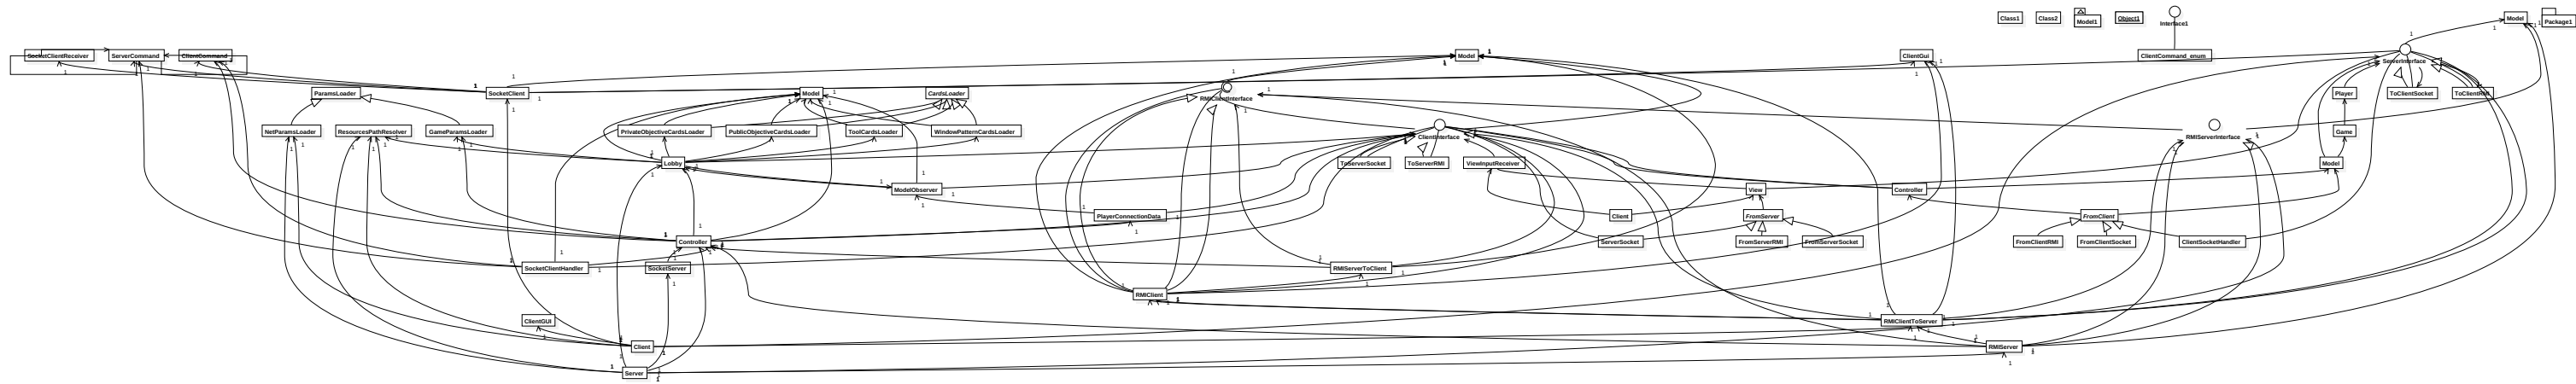 Class1
Class2
Model1
Object1
Interface1
Model
Package1
SocketClientReceiver
ServerCommand
ClientCommand
Model
ClientGui
ClientCommand_enum
ServerInterface
ParamsLoader
SocketClient
Model
CardsLoader
RMIClientInterface
Player
ToClientSocket
ToClientRMI
NetParamsLoader
ResourcesPathResolver
GameParamsLoader
PrivateObjectiveCardsLoader
PublicObjectiveCardsLoader
ToolCardsLoader
WindowPatternCardsLoader
ClientInterface
RMIServerInterface
Game
Lobby
ToServerSocket
ToServerRMI
ViewInputReceiver
Model
ModelObserver
View
Controller
PlayerConnectionData
Client
FromServer
FromClient
Controller
ServerSocket
FromServerRMI
FromServerSocket
FromClientRMI
FromClientSocket
ClientSocketHandler
SocketClientHandler
SocketServer
RMIServerToClient
RMIClient
ClientGUI
RMIClientToServer
Client
RMIServer
Server